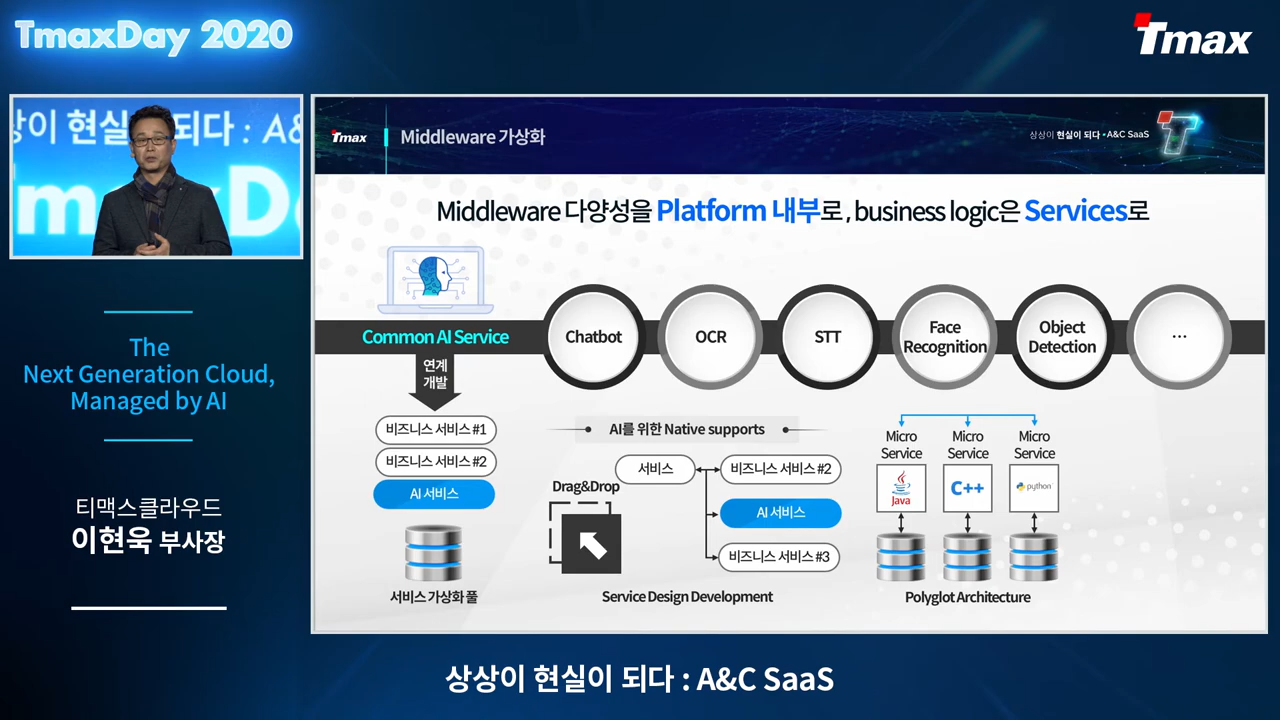 TmaxDay 2020
Tmax
상이 현실 되다 : A&
max D
The
Next Generation Cloud,
Managed by AI
티맥스클라우드
이현욱 부사장
Tmax
Middleware 가상화
상상이 현실이 되다 • A&C SaaS
Middleware 다양성을 Platform 내부로, business logic은 Services로
Common AI Service
Chatbot
OCR
STT
Face
Recognition
Object
Detection
...
연계
개발
비즈니스 서비스 #1
비즈니스 서비스 #2
AI 서비스
서비스 가상화 풀
AI를 위한 Native supports
Drag&Drop
서비스
비즈니스 서비스 #2
AI 서비스
비즈니스 서비스 #3
Service Design Development
Micro
Service
Micro
Service
Micro
Service
Java
C++
python
Polyglot Architecture
상상이 현실이 되다 : A&C SaaS